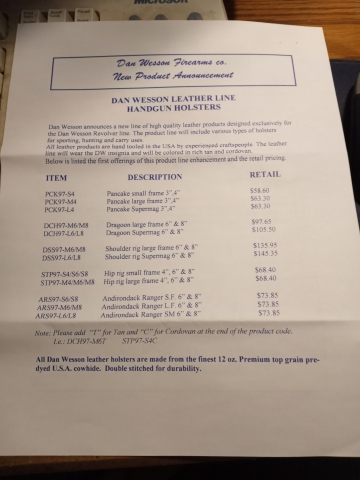 Microsoft
Dan Wesson Firearms co.
New Product Announcement
DAN WESSON LEATHER LINE
HANDGUN HOLSTERS
Dan Wesson announces a new line of high quality leather products designed exclusively for
the Dan Wesson Revolver line. The product line will include various types of holsters
for sporting, hunting and carry uses.
All leather products are hand tooled in the USA by experienced craftspeople. The leather
line will wear the DW insignia and will be colored in rich tan and cordovan.
Below is listed the first offerings of this product line enhancement and the retail pricing.
ITEM DESCRIPTION RETAIL
PCK97-S4 Pancake small frame 3",4" $58.60
PCK97-M4 Pancake large frame 3",4" $63.30
PCK97-L4 Pancake Supermag 3",4" $63.30
DCH97-M6/M8 Dragoon large frame 6" & 8" $97.65
DCH97-L6/L8 Dragoon Supermag 6" & 8" $105.50
DSS97-M6/M8 Shoulder rig large frame 6" & 8" $135.95
DSS97-L6/L8 Shoulder rig Supermag 6" & 8" $145.35
STP97-S4/S6/S8 Hip rig small frame 4", 6" & 8" $68.40
STP97-M4/M6/M8 Hip rig large frame 4", 6" & 8" $68.40
ARS97-S6/S8 Andirondack Ranger S.F. 6" & 8" $73.85
ARS97-M6/M8 Andirondack Ranger L.F. 6" & 8" $73.85
ARS97-L6/L8 Andirondack Ranger SM 6" & 8" $73.85
Note: Please add "T" for Tan and "C" for Cordovan at the end of the product code.
I.e.: DCH97-M6T STP97-S4C
All Dan Wesson leather holsters are made from the finest 12 oz. Premium top grain pre-
dyed U.S.A. cowhide. Double stitched for durability.